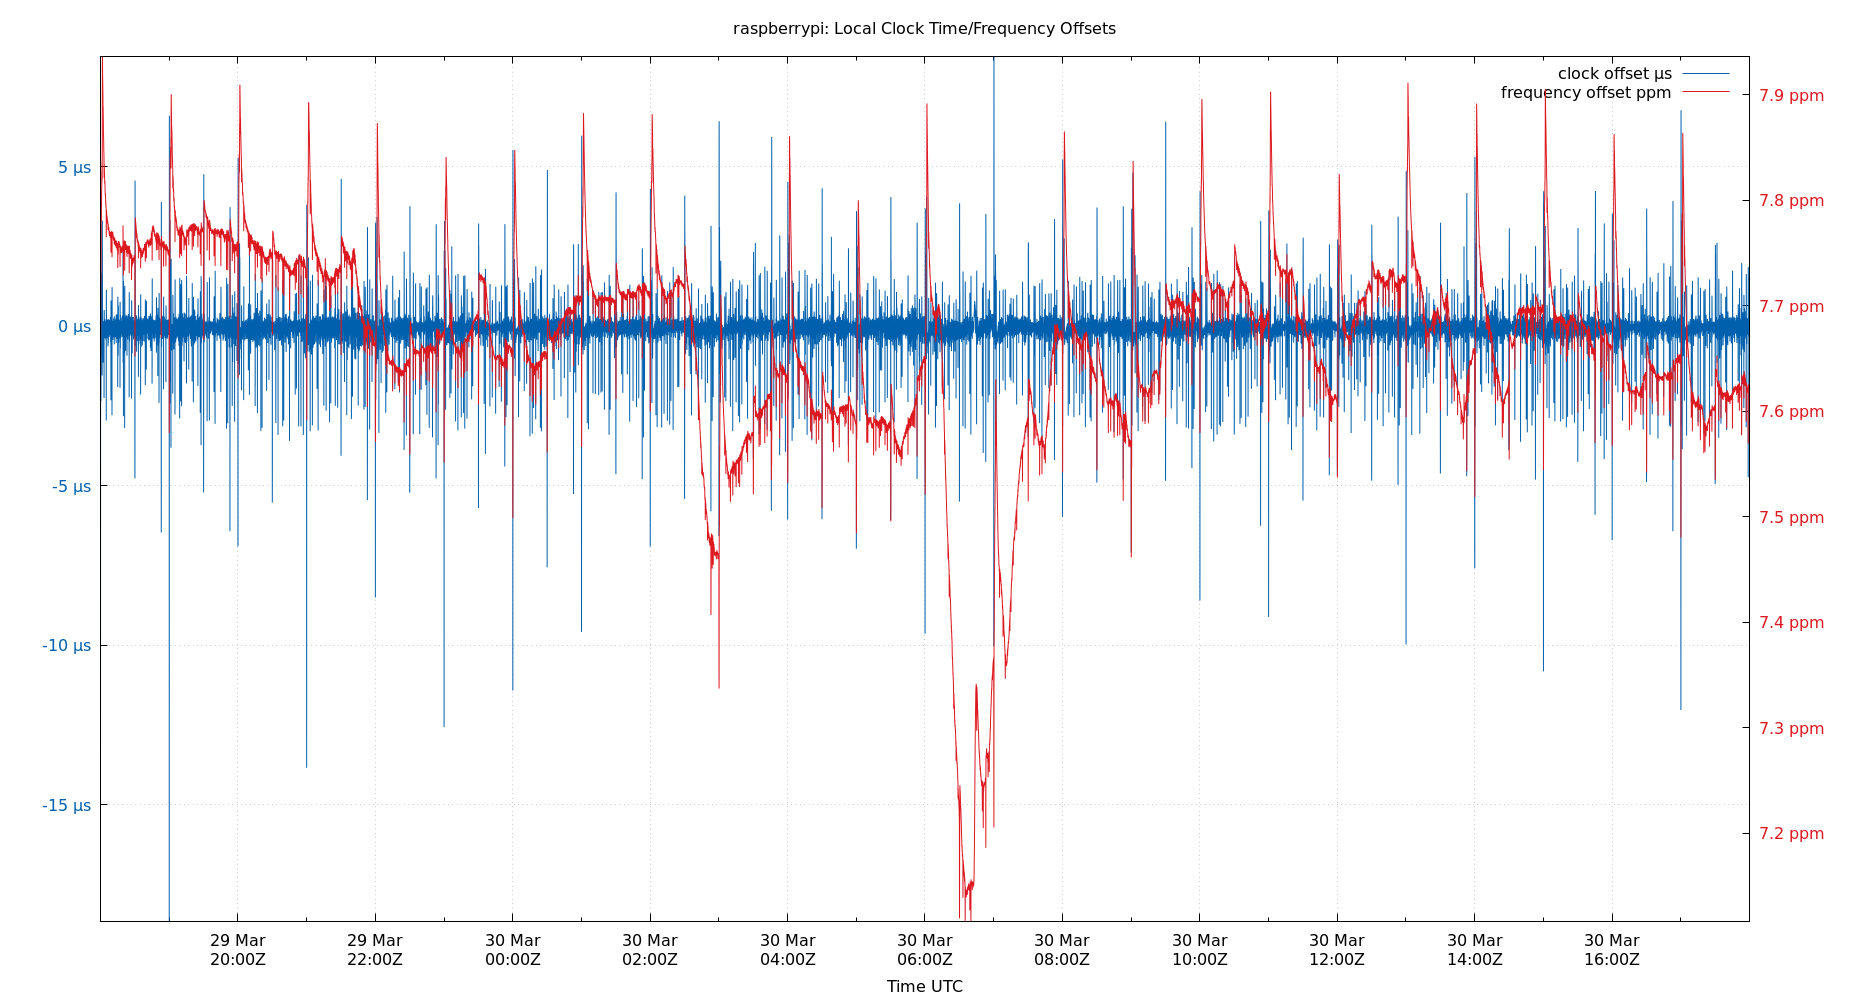 raspberrypi: Local Clock Time/Frequency Offsets
clock offset µs
frequency offset ppm
5 µs
0 µs
-5 µs
-10 µs
-15 µs
7.9 ppm
7.8 ppm
7.7 ppm
7.6 ppm
7.5 ppm
7.4 ppm
7.3 ppm
7.2 ppm
29 Mar
20:00Z
29 Mar
22:00Z
30 Mar
00:00Z
30 Mar
02:00Z
30 Mar
04:00Z
30 Mar
06:00Z
30 Mar
08:00Z
30 Mar
10:00Z
30 Mar
12:00Z
30 Mar
14:00Z
30 Mar
16:00Z
Time UTC